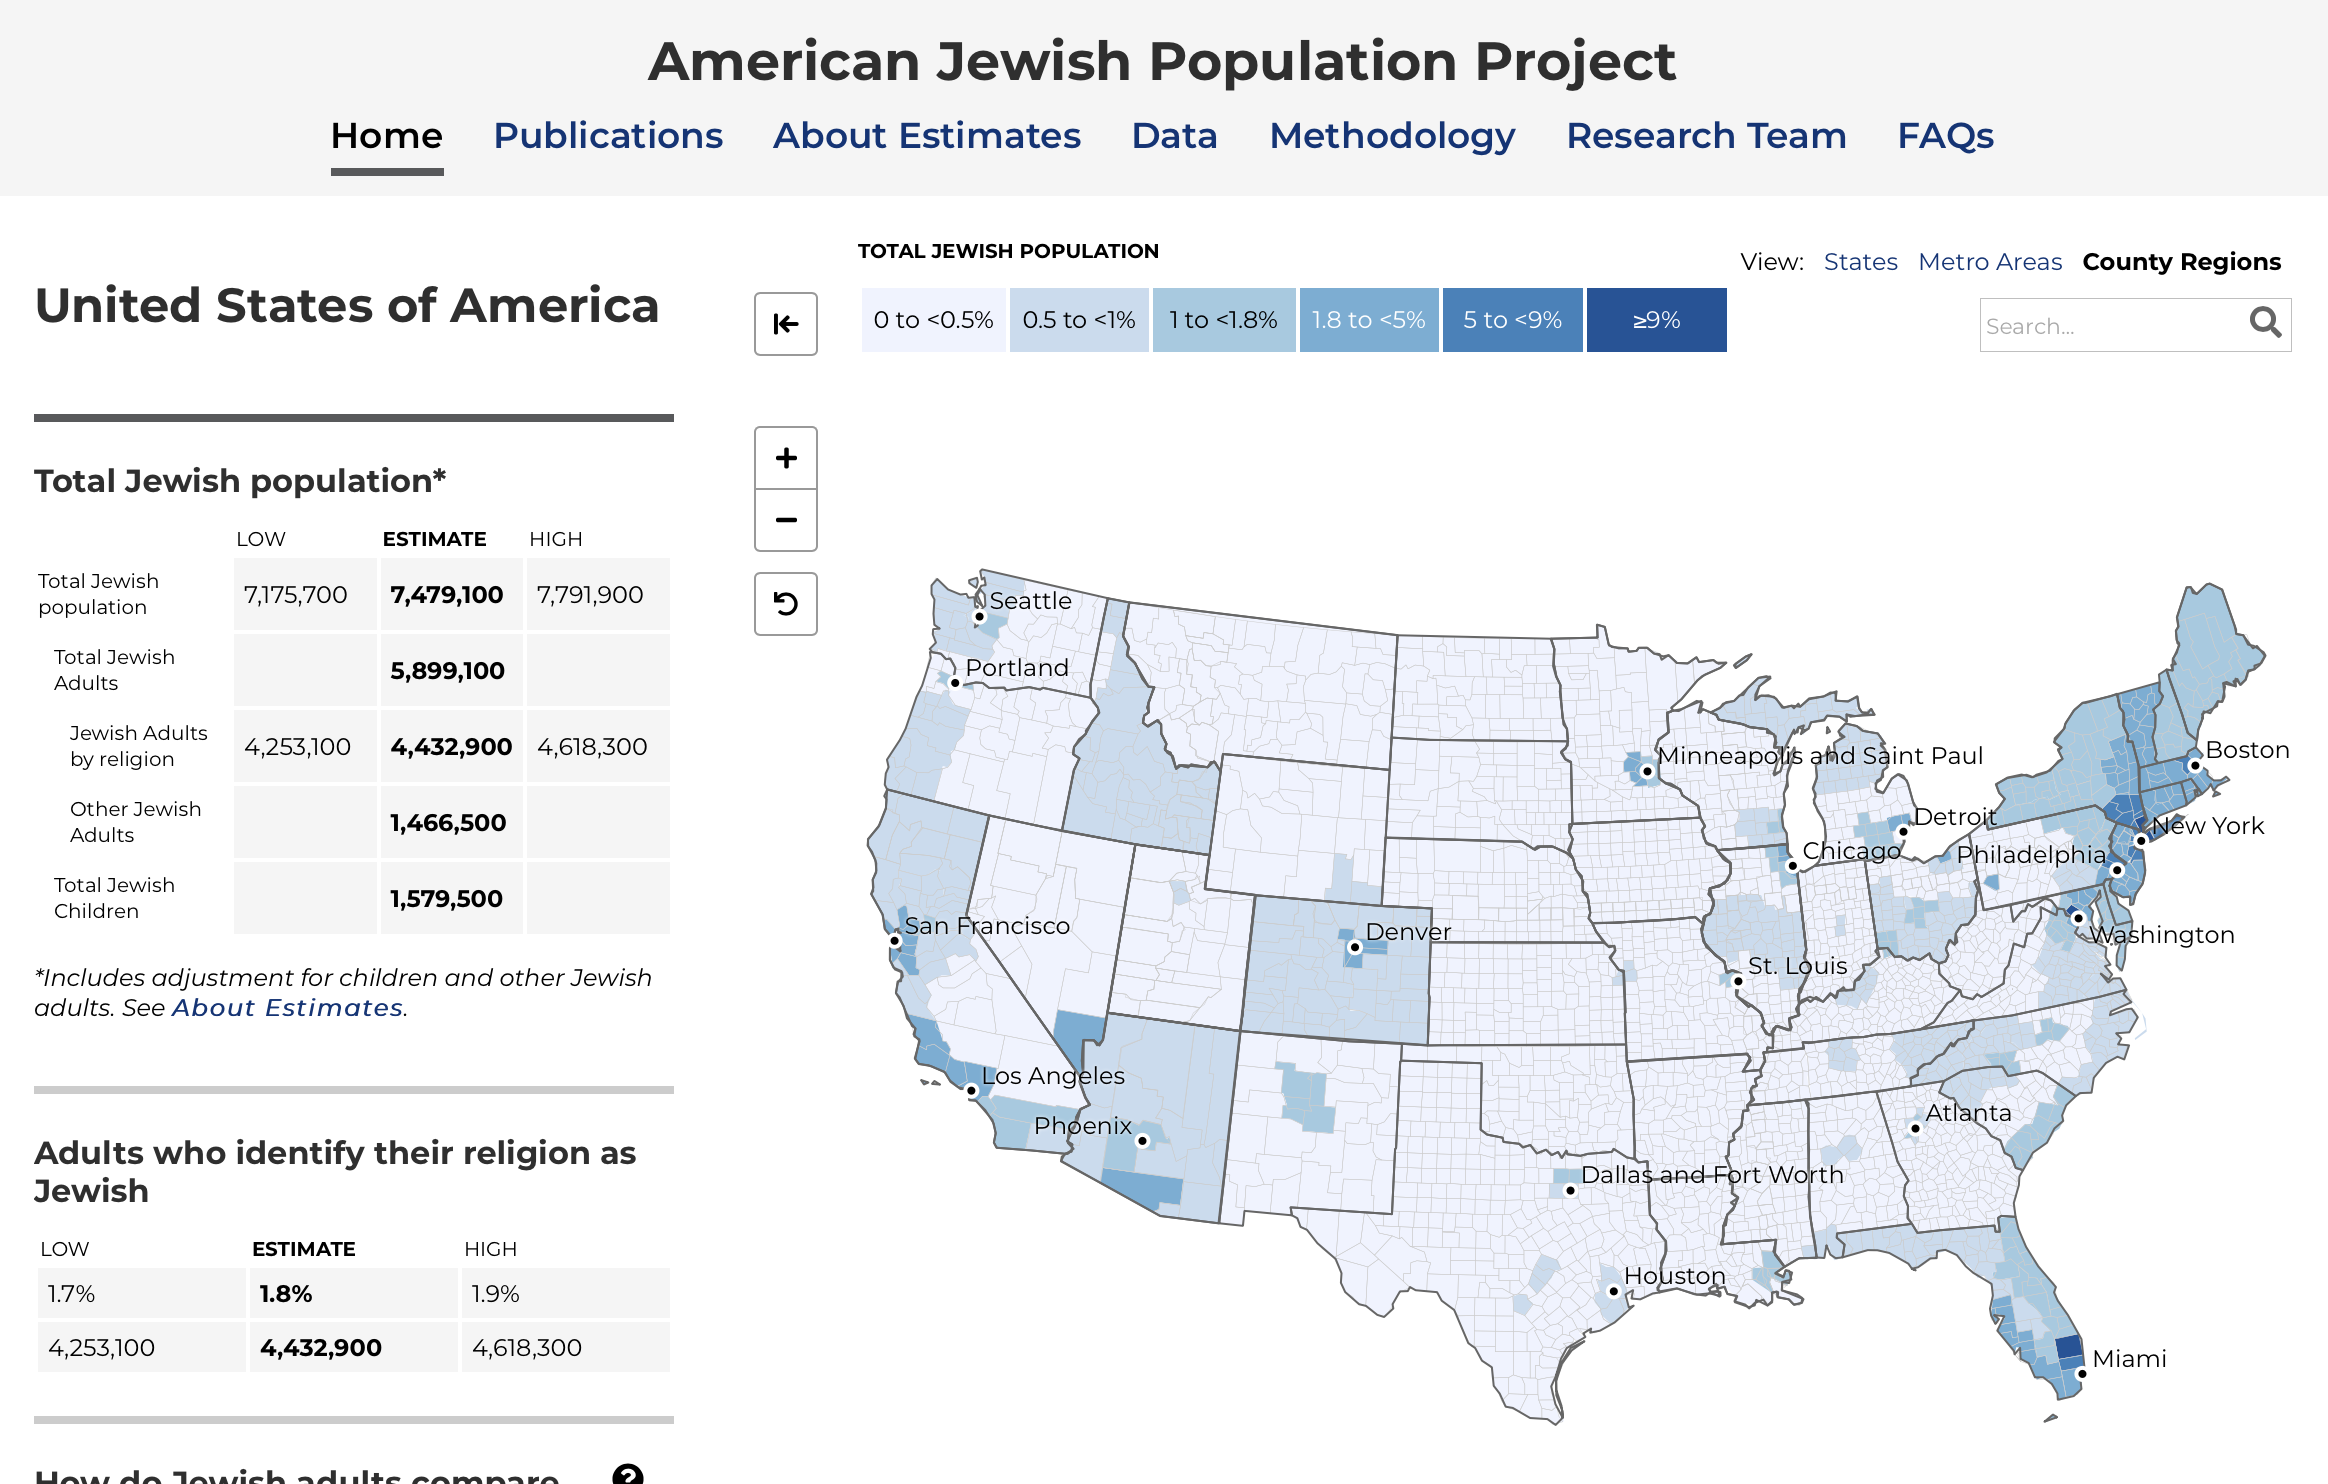 American Jewish Population Project
Home Publications About Estimates Data Methodology Research Team FAQs
United States of America
Total Jewish population*
LOW ESTIMATE HIGH
Total Jewish
population
7,175,700 7,479,100 7,791,900
Total Jewish
Adults
5,899,100
Jewish Adults
by religion
4,253,100 4,432,900 4,618,300
Other Jewish
Adults
1,466,500
Total Jewish
Children
1,579,500
*Includes adjustment for children and other Jewish
adults. See About Estimates.
Adults who identify their religion as
Jewish
LOW ESTIMATE HIGH
1.7% 1.8% 1.9%
4,253,100 4,432,900 4,618,300
How do Jewish adults compare
?
TOTAL JEWISH POPULATION
0 to <0.5% 0.5 to <1% 1 to <1.8% 1.8 to <5% 5 to <9% ≥9%
View: States Metro Areas County Regions
Search...
Seattle
Portland
Minneapolis and Saint Paul
Boston
Detroit
New York
Chicago
Philadelphia
San Francisco
Denver
Washington
St. Louis
Los Angeles
Phoenix
Atlanta
Dallas and Fort Worth
Houston
Miami